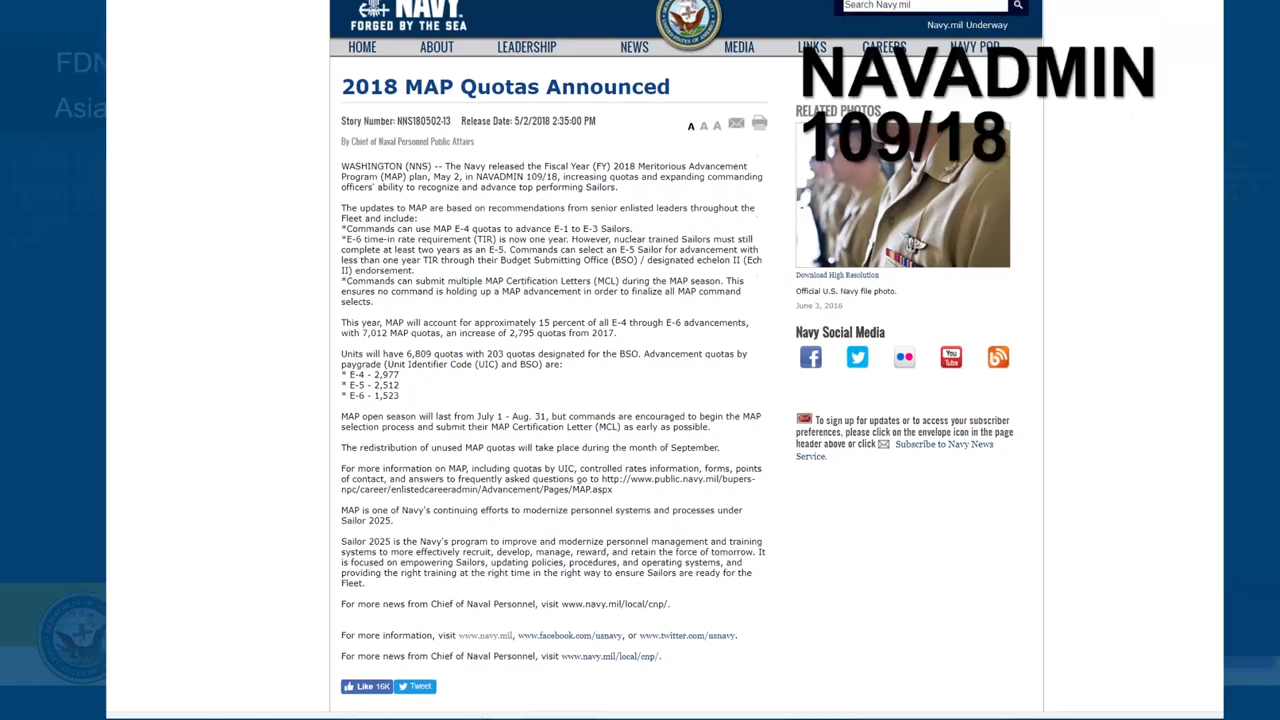 NAVY
FORGED BY THE SEA
Search Navy.mil
Navy.mil Underway
HOME ABOUT LEADERSHIP NEWS MEDIA LINKS CAREERS NAVY POD
FDN
Asia
NAVADMIN
109/18
2018 MAP Quotas Announced
Story Number: NNS180502-13 Release Date: 5/2/2018 2:35:00 PM
A A A
By Chief of Naval Personnel Public Affairs
WASHINGTON (NNS) -- The Navy released the Fiscal Year (FY) 2018 Meritorious Advancement
Program (MAP) plan, May 2, in NAVADMIN 109/18, increasing quotas and expanding commanding
officers' ability to recognize and advance top performing Sailors.
The updates to MAP are based on recommendations from senior enlisted leaders throughout the
Fleet and include:
*Commands can use MAP E-4 quotas to advance E-1 to E-3 Sailors.
*E-6 time-in rate requirement (TIR) is now one year. However, nuclear trained Sailors must still
complete at least two years as an E-5. Commands can select an E-5 Sailor for advancement with
less than one year TIR through their Budget Submitting Office (BSO) / designated echelon II (Ech
II) endorsement.
*Commands can submit multiple MAP Certification Letters (MCL) during the MAP season. This
ensures no command is holding up a MAP advancement in order to finalize all MAP command
selects.
This year, MAP will account for approximately 15 percent of all E-4 through E-6 advancements,
with 7,012 MAP quotas, an increase of 2,795 quotas from 2017.
Units will have 6,809 quotas with 203 quotas designated for the BSO. Advancement quotas by
paygrade (Unit Identifier Code (UIC) and BSO) are:
* E-4 - 2,977
* E-5 - 2,512
* E-6 - 1,523
MAP open season will last from July 1 - Aug. 31, but commands are encouraged to begin the MAP
selection process and submit their MAP Certification Letter (MCL) as early as possible.
The redistribution of unused MAP quotas will take place during the month of September.
For more information on MAP, including quotas by UIC, controlled rates information, forms, points
of contact, and answers to frequently asked questions go to http://www.public.navy.mil/bupers-
npc/career/enlistedcareeradmin/Advancement/Pages/MAP.aspx
MAP is one of Navy's continuing efforts to modernize personnel systems and processes under
Sailor 2025.
Sailor 2025 is the Navy's program to improve and modernize personnel management and training
systems to more effectively recruit, develop, manage, reward, and retain the force of tomorrow. It
is focused on empowering Sailors, updating policies, procedures, and operating systems, and
providing the right training at the right time in the right way to ensure Sailors are ready for the
Fleet.
For more news from Chief of Naval Personnel, visit www.navy.mil/local/cnp/.
For more information, visit www.navy.mil, www.facebook.com/usnavy, or www.twitter.com/usnavy.
For more news from Chief of Naval Personnel, visit www.navy.mil/local/cnp/.
Like 16K Tweet
RELATED PHOTOS
Download High Resolution
Official U.S. Navy file photo.
June 3, 2016
Navy Social Media
You
Tube
To sign up for updates or to access your subscriber
preferences, please click on the envelope icon in the page
header above or click Subscribe to Navy News
Service.